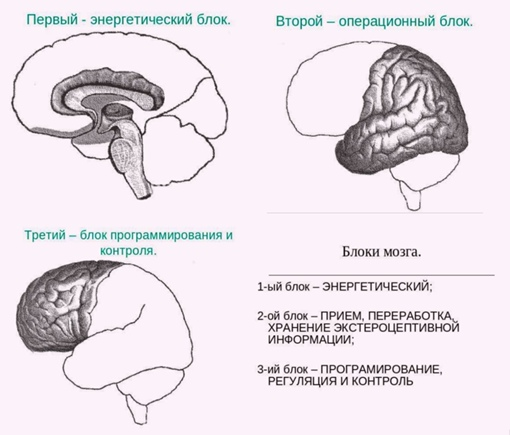 Первый - энергетический блок.
Второй – операционный блок.
Третий – блок программирования и
контроля.
Блоки мозга.
1-ый блок – ЭНЕРГЕТИЧЕСКИЙ;
2-ой блок – ПРИЕМ, ПЕРЕРАБОТКА,
ХРАНЕНИЕ ЭКСТЕРОЦЕПТИВНОЙ
ИНФОРМАЦИИ;
3-ий блок – ПРОГРАМИРОВАНИЕ,
РЕГУЛЯЦИЯ И КОНТРОЛЬ